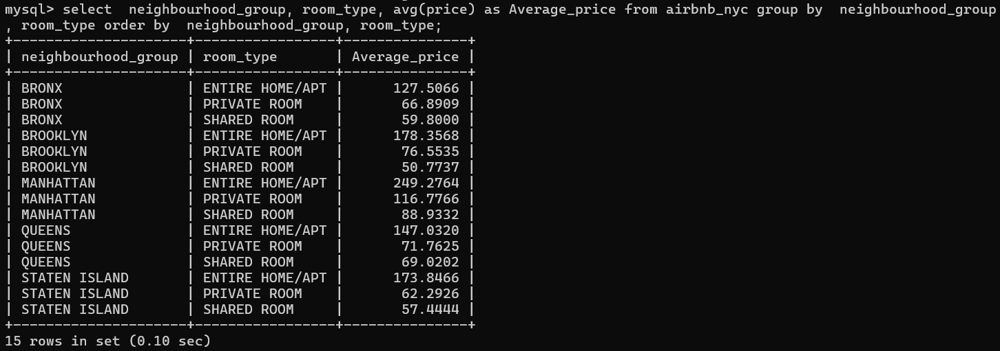 mysql> select  neighbourhood_group, room_type, avg(price) as Average_price from airbnb_nyc group by  neighbourhood_group
, room_type order by  neighbourhood_group, room_type;
+---------------------+-----------------+---------------+
| neighbourhood_group | room_type       | Average_price |
+---------------------+-----------------+---------------+
| BRONX               | ENTIRE HOME/APT |      127.5066 |
| BRONX               | PRIVATE ROOM    |       66.8909 |
| BRONX               | SHARED ROOM     |       59.8000 |
| BROOKLYN            | ENTIRE HOME/APT |      178.3568 |
| BROOKLYN            | PRIVATE ROOM    |       76.5535 |
| BROOKLYN            | SHARED ROOM     |       50.7737 |
| MANHATTAN           | ENTIRE HOME/APT |      249.2764 |
| MANHATTAN           | PRIVATE ROOM    |      116.7766 |
| MANHATTAN           | SHARED ROOM     |       88.9332 |
| QUEENS              | ENTIRE HOME/APT |      147.0320 |
| QUEENS              | PRIVATE ROOM    |       71.7625 |
| QUEENS              | SHARED ROOM     |       69.0202 |
| STATEN ISLAND       | ENTIRE HOME/APT |      173.8466 |
| STATEN ISLAND       | PRIVATE ROOM    |       62.2926 |
| STATEN ISLAND       | SHARED ROOM     |       57.4444 |
+---------------------+-----------------+---------------+
15 rows in set (0.10 sec)